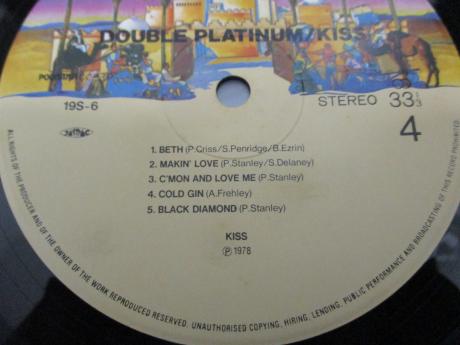 DOUBLE PLATINUM/KISS
19S-6
STEREO 33 1/3
4
1. BETH (P.Criss/S.Penridge/B.Ezrin)
2. MAKIN' LOVE (P.Stanley/S.Delaney)
3. C'MON AND LOVE ME (P.Stanley)
4. COLD GIN (A.Frehley)
5. BLACK DIAMOND (P.Stanley)
KISS
Ⓟ 1978
ALL RIGHTS OF THE PRODUCER AND OF THE OWNER OF THE WORK REPRODUCED RESERVED. UNAUTHORISED COPYING, HIRING, LENDING, PUBLIC PERFORMANCE AND BROADCASTING OF THIS RECORD PROHIBITED.